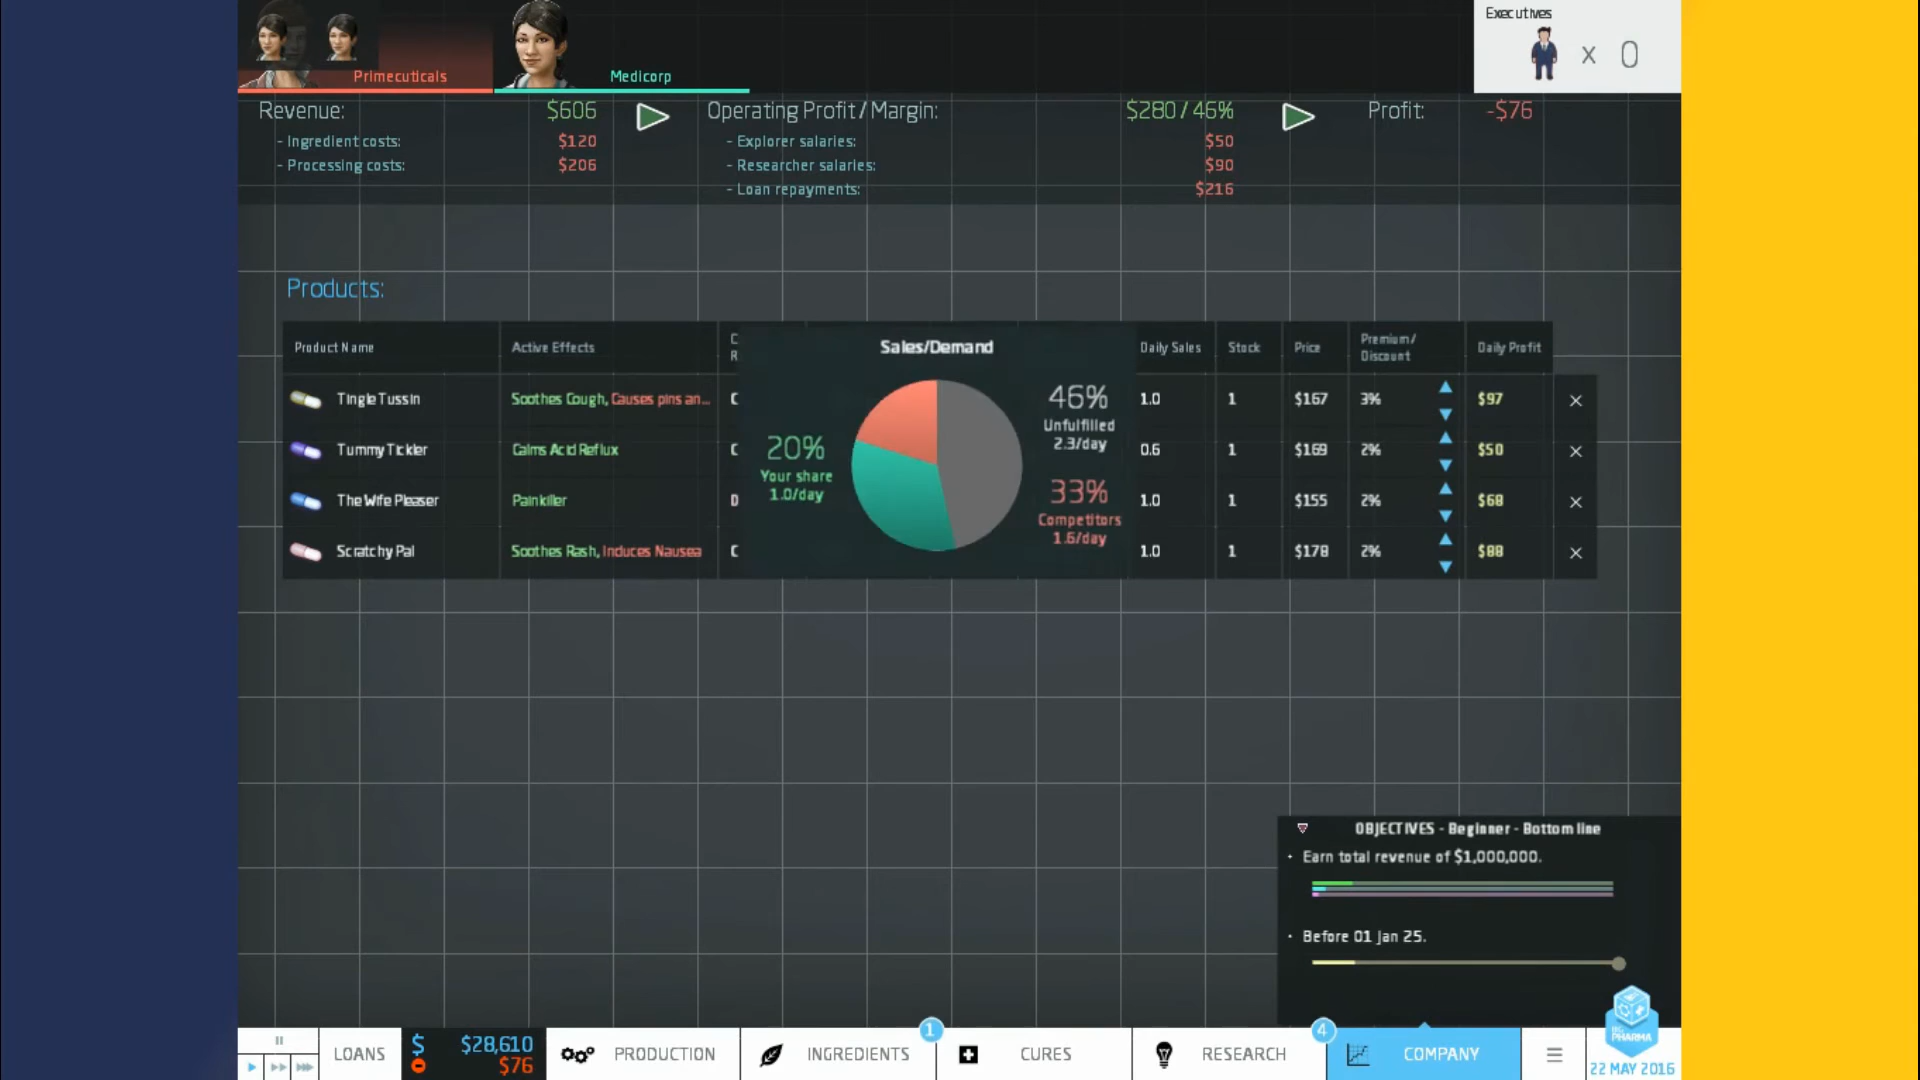 Executives
x 0
Primecuticals
Medicorp
Revenue: $606
- Ingredient costs: $120
- Processing costs: $206
Operating Profit / Margin: $280 / 46%
- Explorer salaries: $50
- Researcher salaries: $90
- Loan repayments: $216
Profit: -$76
Products:
Product Name Active Effects C R Daily Sales Stock Price Premium/ Discount Daily Profit
Tingle Tussin Soothes Cough, Causes pins an... C 1.0 1 $167 3% $97
Tummy Tickler Calms Acid Reflux C 0.6 1 $169 2% $50
The Wife Pleaser Painkiller D 1.0 1 $155 2% $68
Scratchy Pal Soothes Rash, Induces Nausea C 1.0 1 $178 2% $88
Sales/Demand
46%
Unfulfilled
2.3/day
20%
Your share
1.0/day
33%
Competitors
1.6/day
OBJECTIVES - Beginner - Bottom line
• Earn total revenue of $1,000,000.
• Before 01 Jan 25.
LOANS
$ $28,610
$76
PRODUCTION
INGREDIENTS
1
CURES
RESEARCH
4
COMPANY
BIG
PHARMA
22 MAY 2016